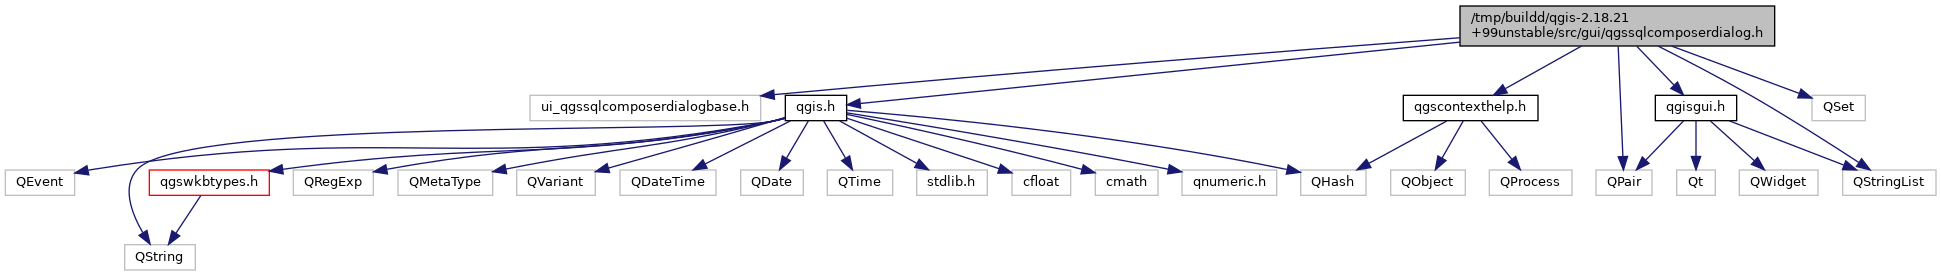 /tmp/buildd/qgis-2.18.21
+99unstable/src/gui/qgssqlcomposerdialog.h
ui_qgssqlcomposerdialogbase.h
qgis.h
qgscontexthelp.h
qgisgui.h
QSet
QEvent
qgswkbtypes.h
QRegExp
QMetaType
QVariant
QDateTime
QDate
QTime
stdlib.h
cfloat
cmath
qnumeric.h
QHash
QObject
QProcess
QPair
Qt
QWidget
QStringList
QString